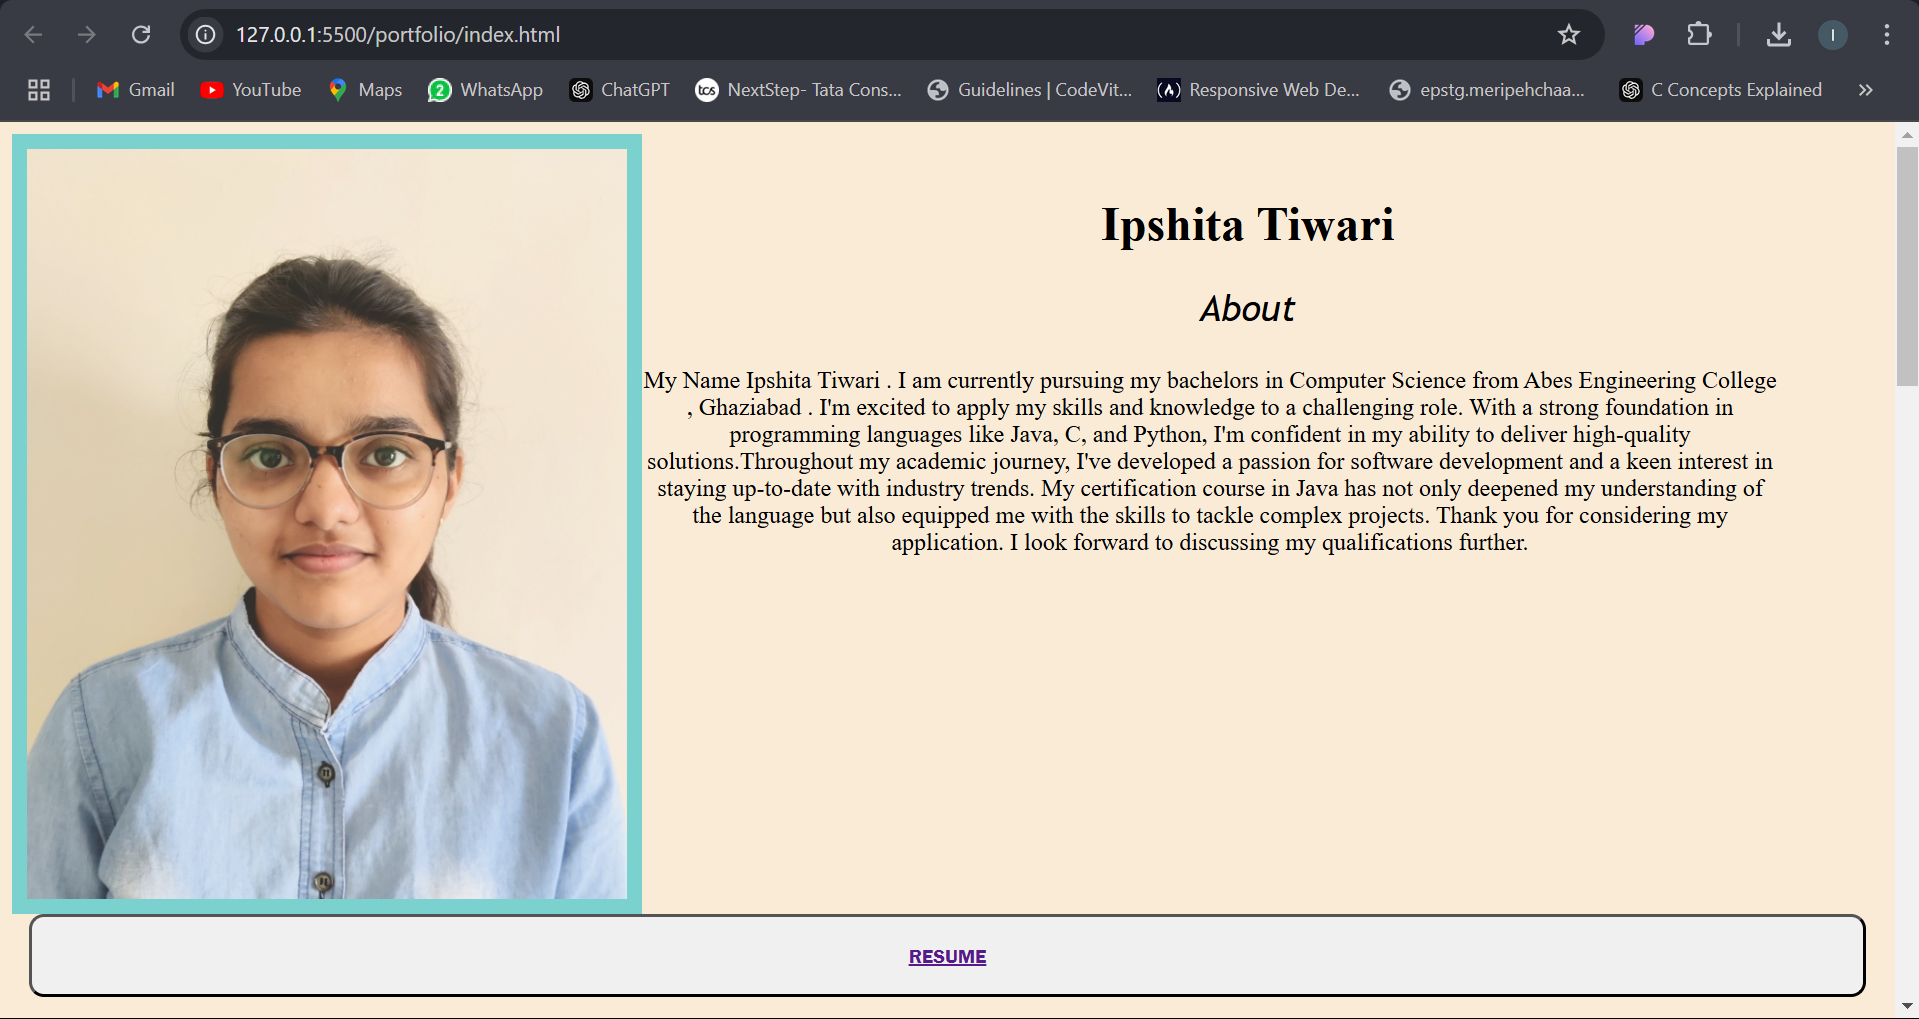 127.0.0.1:5500/portfolio/index.html
I
Gmail
YouTube
Maps
2
WhatsApp
ChatGPT
tcs
NextStep- Tata Cons...
Guidelines | CodeVit...
Responsive Web De...
epstg.meripehchaa...
C Concepts Explained
Ipshita Tiwari
About
My Name Ipshita Tiwari . I am currently pursuing my bachelors in Computer Science from Abes Engineering College
, Ghaziabad . I'm excited to apply my skills and knowledge to a challenging role. With a strong foundation in
programming languages like Java, C, and Python, I'm confident in my ability to deliver high-quality
solutions.Throughout my academic journey, I've developed a passion for software development and a keen interest in
staying up-to-date with industry trends. My certification course in Java has not only deepened my understanding of
the language but also equipped me with the skills to tackle complex projects. Thank you for considering my
application. I look forward to discussing my qualifications further.
RESUME